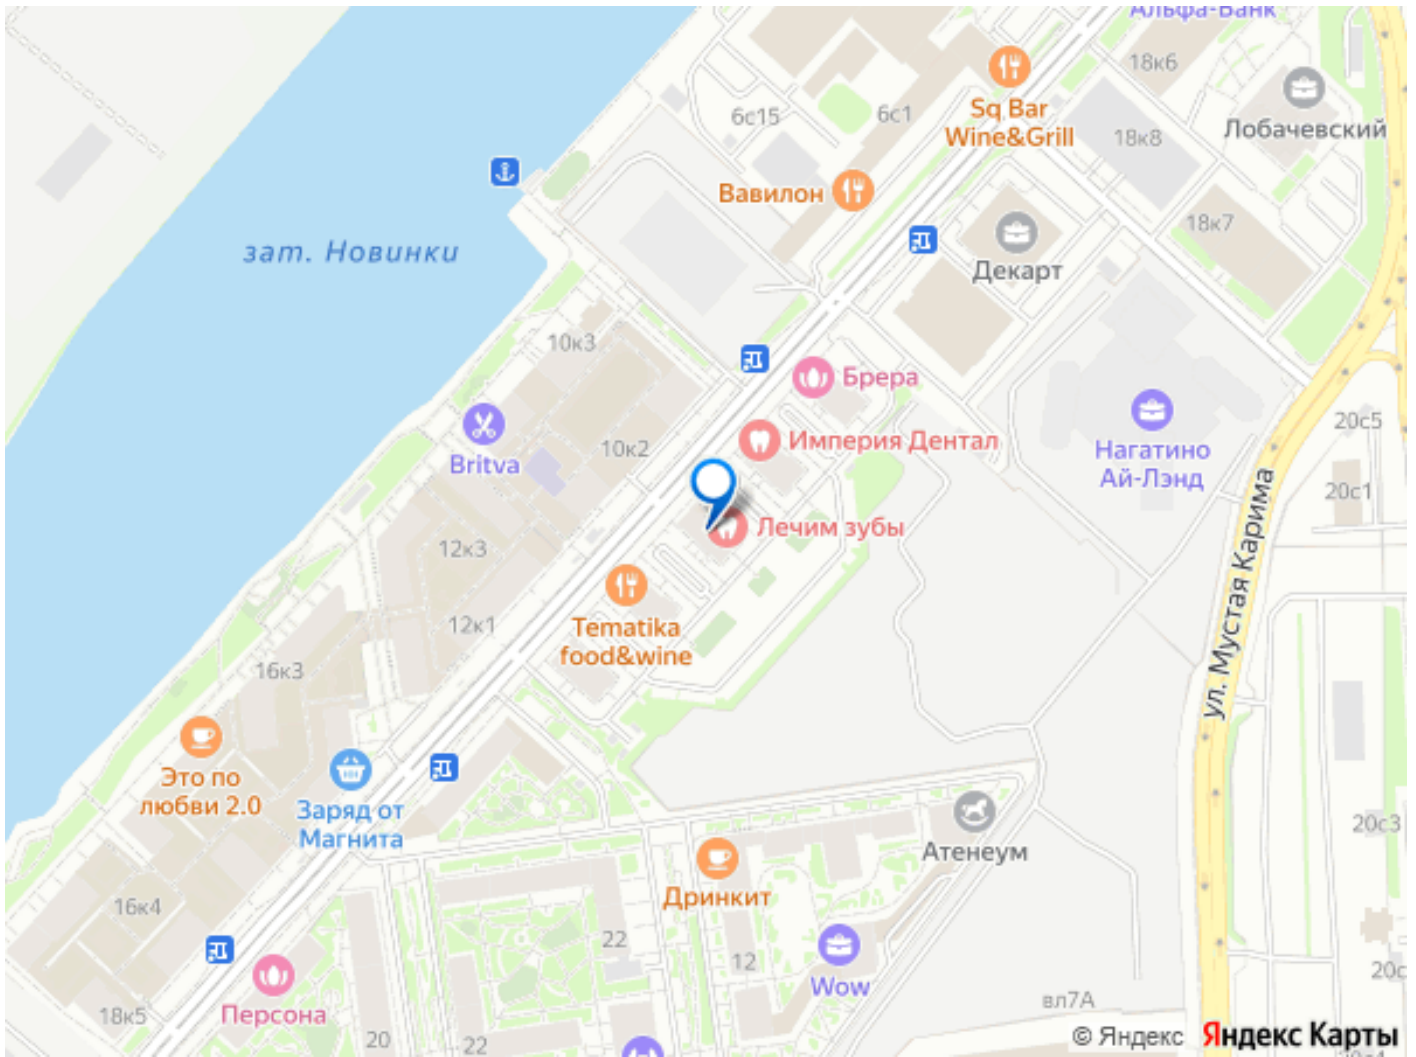 Альфа-Банк
18к6
Sq Bar
Wine&Grill
6с15
6с1
18к8
Лобачевский
Вавилон
18к7
зат. Новинки
Декарт
10к3
Брера
20с5
Britva
10к2
Империя Дентал
Нагатино
Ай-Лэнд
20с1
ул. Мустая Карима
12к3
Лечим зубы
12к1
Tematika
food&wine
16к3
Это по
любви 2.0
Заряд от
Магнита
20с3
Атенеум
Дринкит
16к4
22
12
Wow
20с
вл7А
18к5
Персона
20
22
© Яндекс
Яндекс Карты